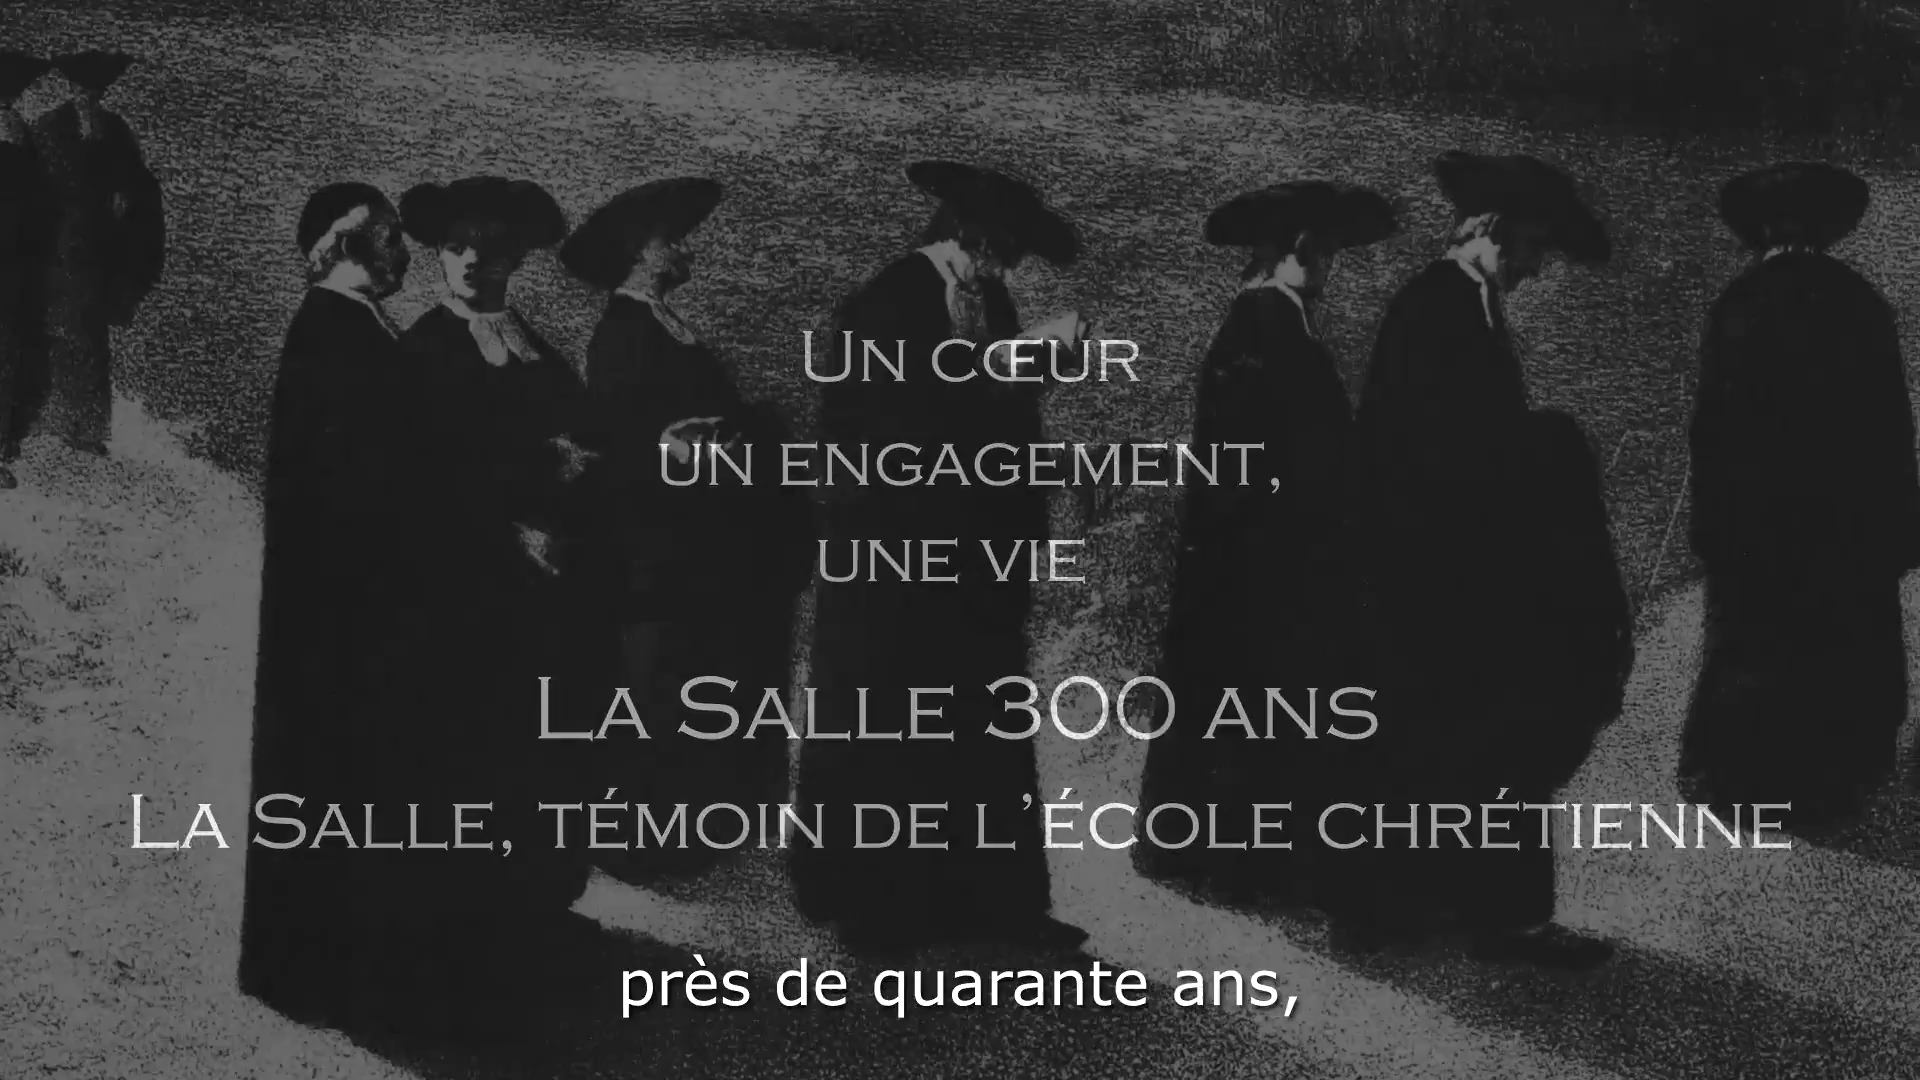 Un cœur
un engagement,
une vie
La Salle 300 ans
La Salle, témoin de l'école chrétienne
près de quarante ans,